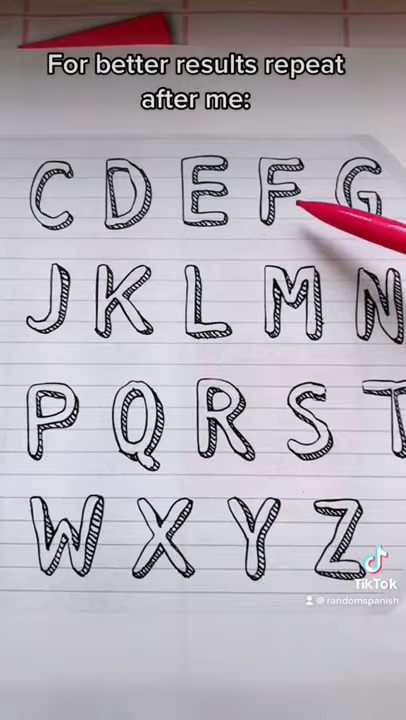 For better results repeat
after me:
C D E F G
J K L M N
P Q R S T
W X Y Z
TikTok
@randomspanish